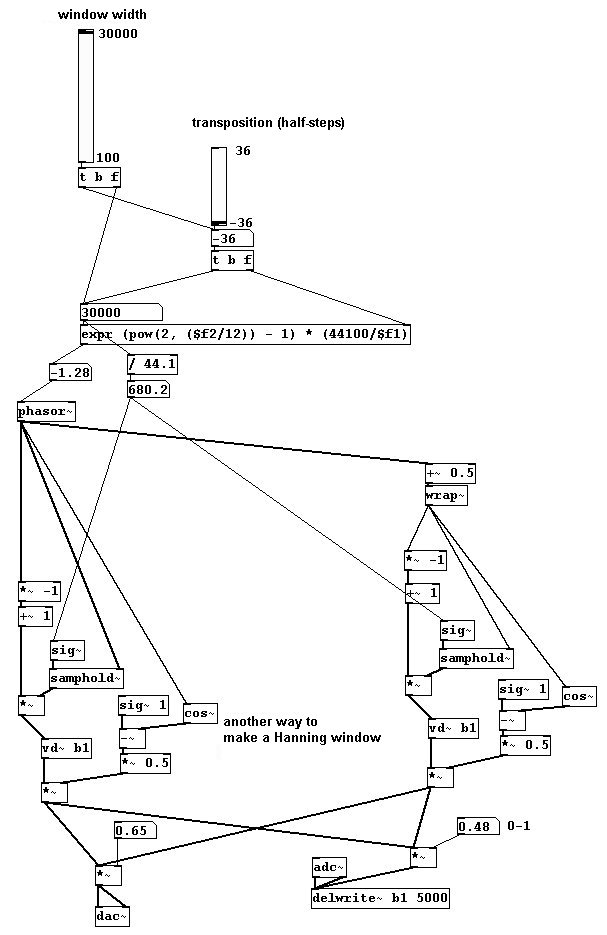 window width
30000
transposition (half-steps)
36
100
t b f
-36
-36
t b f
30000
expr (pow(2, ($f2/12)) - 1) * (44100/$f1)
/ 44.1
-1.28
680.2
phasor~
+~ 0.5
wrap~
*~ -1
*~ -1
+~ 1
+~ 1
sig~
sig~
samphold~
samphold~
*~
sig~ 1
cos~
*~
sig~ 1
cos~
another way to
make a Hanning window
vd~ b1
-~
*~ 0.5
vd~ b1
-~
*~ 0.5
*~
*~
0.65
0.48
0-1
*~
adc~
*~
delwrite~ b1 5000
dac~